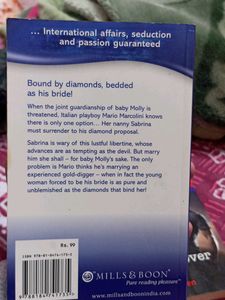 ... International affairs, seduction
and passion guaranteed
Bound by diamonds, bedded
as his bride!
When the joint guardianship of baby Molly is
threatened, Italian playboy Mario Marcolini knows
there is only one option... Her nanny Sabrina
must surrender to his diamond proposal.
Sabrina is wary of this lustful libertine, whose
advances are as tempting as the devil. But marry
him she shall – for baby Molly's sake. The only
problem is Mario thinks he's marrying an
experienced gold-digger – when in fact the young
woman forced to be his bride is as pure and
unblemished as the diamonds that bind her!
Rs. 99
MILLS & BOON®
Pure reading pleasure™
www.millsandboonindia.com
ver
en